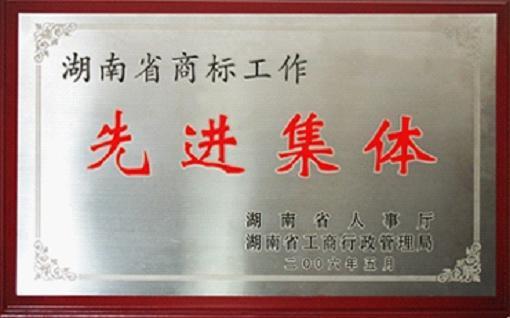 湖南省商标工作
先进集体
湖南省人事厅
湖南省工商行政管理局
二〇〇六年五月